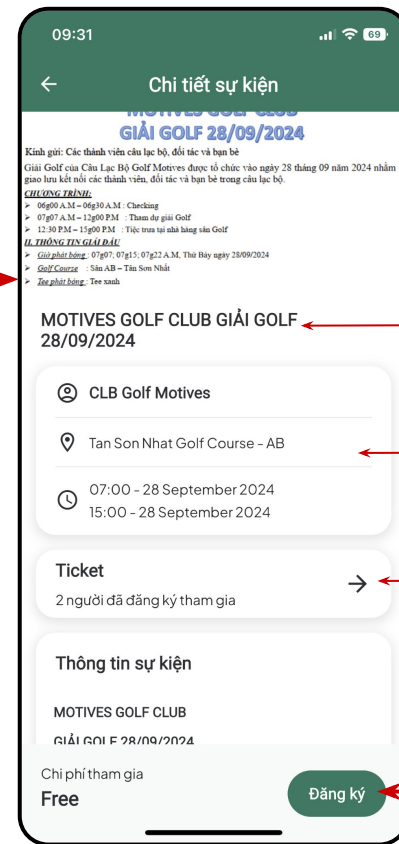 09:31
69
Chi tiết sự kiện
MOTIVES GOLF CLUB
GIẢI GOLF 28/09/2024
Kính gửi: Các thành viên câu lạc bộ, đối tác và bạn bè
Giải Golf của Câu Lạc Bộ Golf Motives được tổ chức vào ngày 28 tháng 09 năm 2024 nhằm
giao lưu kết nối các thành viên, đối tác và bạn bè trong câu lạc bộ.
CHƯƠNG TRÌNH:
➢ 06g00 A.M – 06g30 A.M : Checking
➢ 07g07 A.M – 12g00 P.M : Tham dự giải Golf
➢ 12:30 P.M – 15g00 P.M : Tiệc trưa tại nhà hàng sân Golf
II. THÔNG TIN GIẢI ĐẤU
➢ Giờ phát bóng : 07g07; 07g15; 07g22 A.M, Thứ Bảy ngày 28/09/2024
➢ Golf Course : Sân AB – Tân Sơn Nhất
➢ Tee phát bóng : Tee xanh
MOTIVES GOLF CLUB GIẢI GOLF
28/09/2024
CLB Golf Motives
Tan Son Nhat Golf Course - AB
07:00 - 28 September 2024
15:00 - 28 September 2024
Ticket
2 người đã đăng ký tham gia
Thông tin sự kiện
MOTIVES GOLF CLUB
GIẢI GOLF 28/09/2024
Chi phí tham gia
Free
Đăng ký